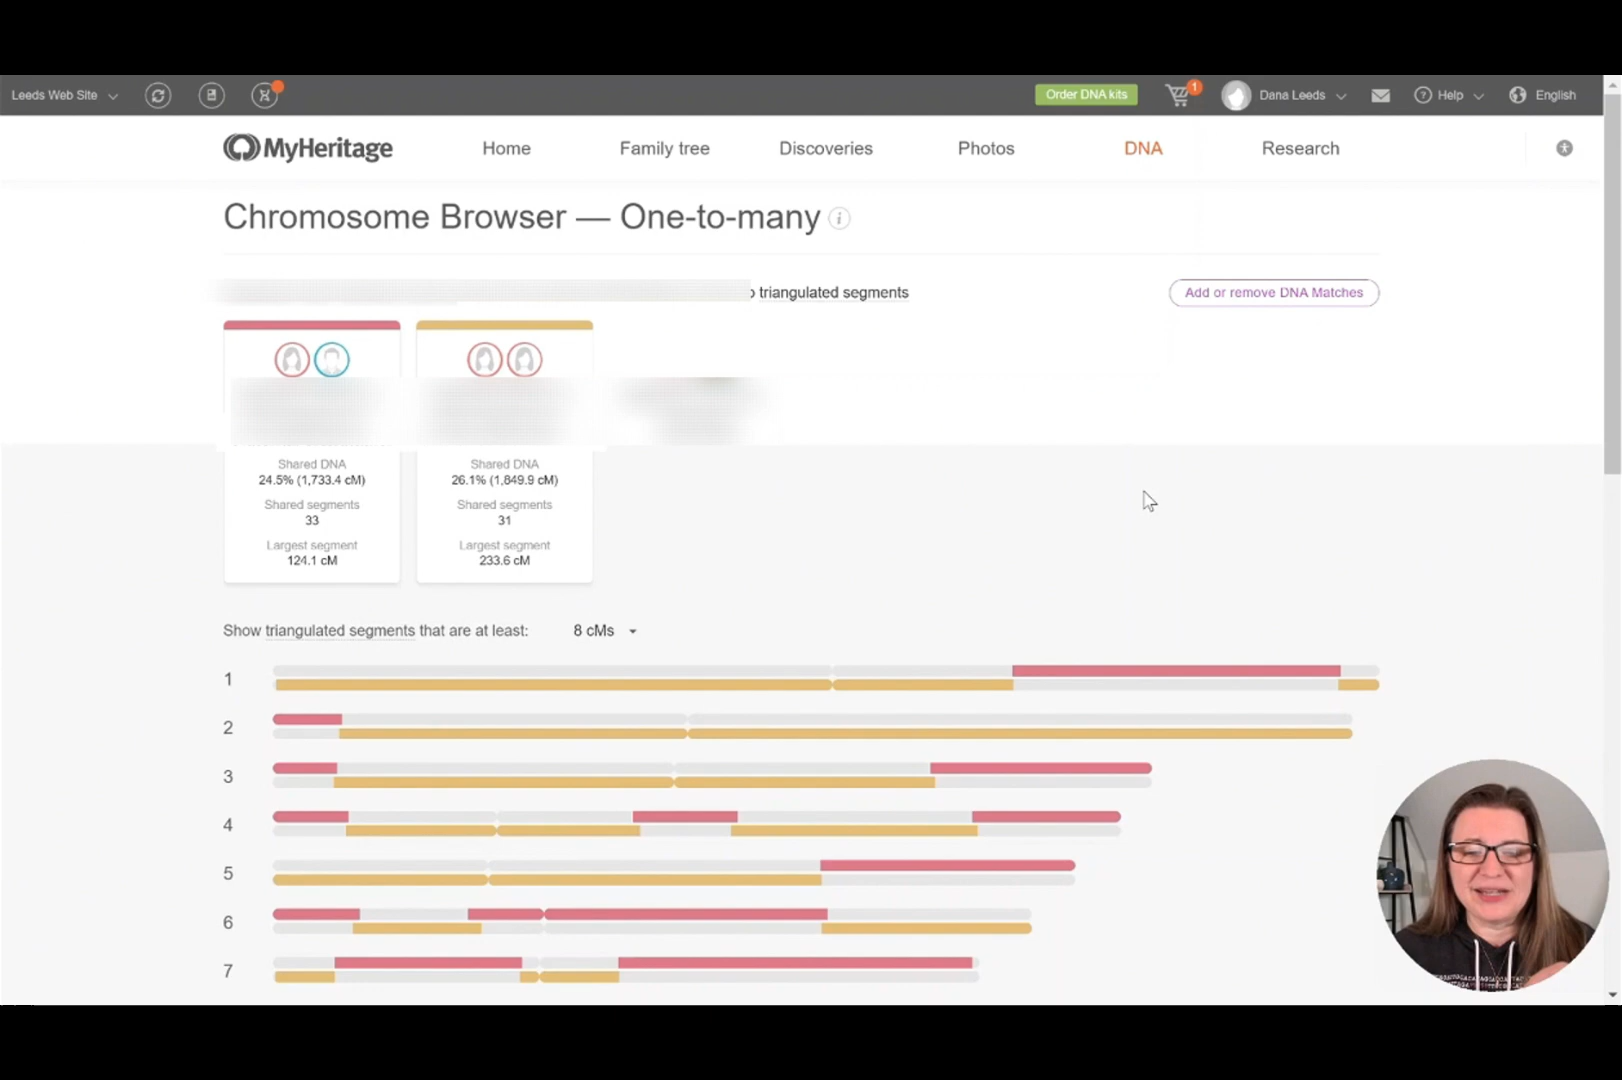 Leeds Web Site
Order DNA kits
1
Dana Leeds
Help
English
MyHeritage
Home
Family tree
Discoveries
Photos
DNA
Research
Chromosome Browser — One-to-many
triangulated segments
Add or remove DNA Matches
Shared DNA
24.5% (1,733.4 cM)
Shared segments
33
Largest segment
124.1 cM
Shared DNA
26.1% (1,849.9 cM)
Shared segments
31
Largest segment
233.6 cM
Show triangulated segments that are at least: 8 cMs
1
2
3
4
5
6
7